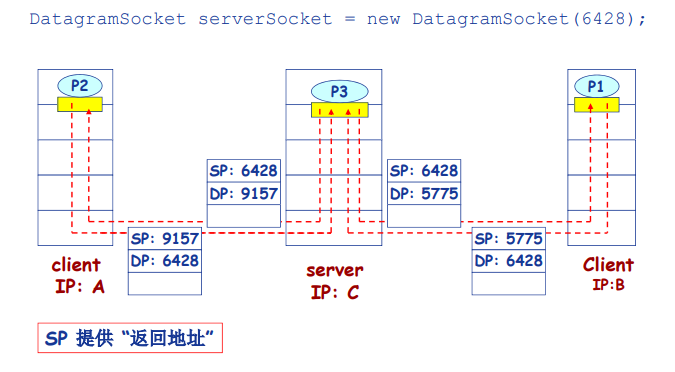 DatagramSocket serverSocket = new DatagramSocket(6428);
P2
P3
P1
SP: 6428
DP: 9157
SP: 6428
DP: 5775
SP: 9157
DP: 6428
SP: 5775
DP: 6428
client
IP: A
server
IP: C
Client
IP:B
SP 提供 “返回地址”